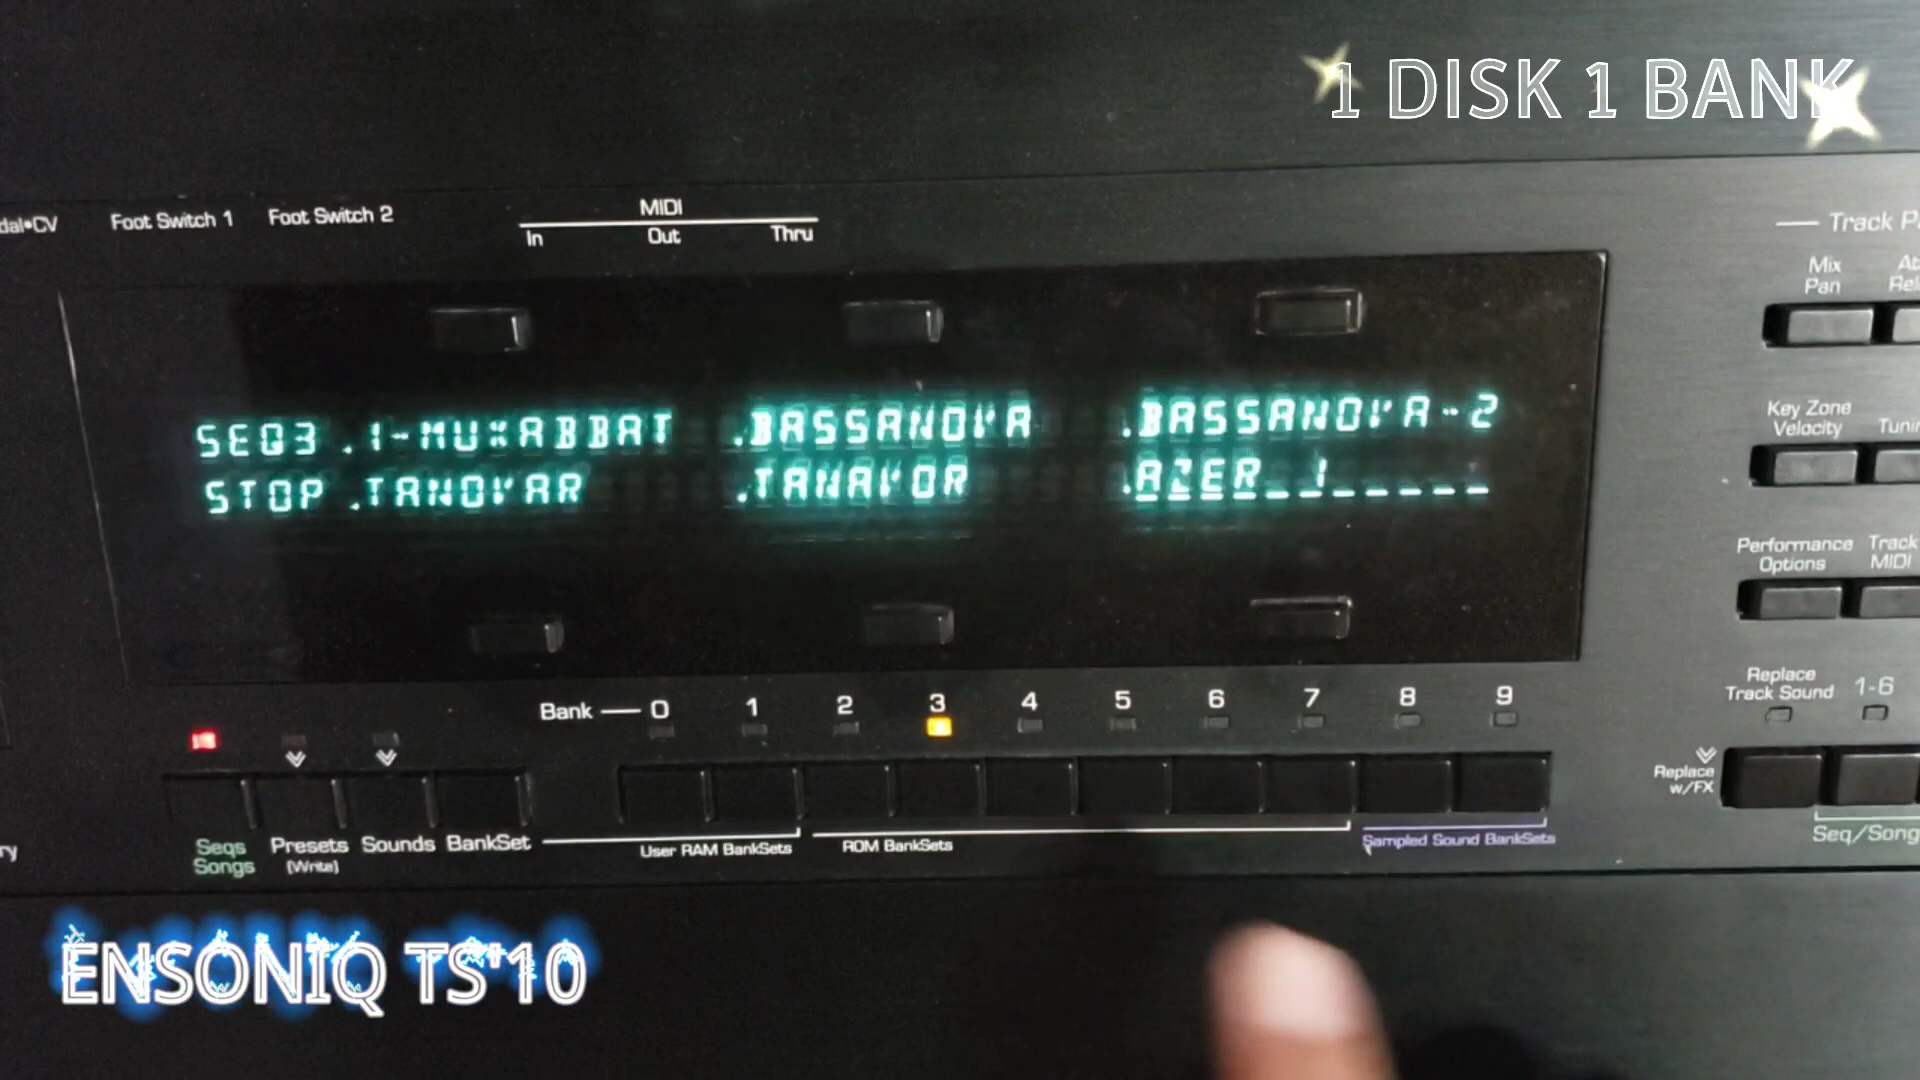 1 DISK 1 BANK
Foot Switch 1 Foot Switch 2
MIDI
In Out Thru
Track
Mix
Pan
SEQ3 .1-MUXABBAT .BASSANOVA .BASSANOVA-2
STOP .TANOVAR .TANAVOR .AZER_1_____
Key Zone
Velocity
Performance
Options
Track
MIDI
Replace
Track Sound
1-6
Bank 0 1 2 3 4 5 6 7 8 9
Replace
w/FX
Seqs
Songs
Presets
(Write)
Sounds
BankSet
User RAM BankSets
ROM BankSets
Sampled Sound BankSets
Seq/Song
ENSONIQ TS'10